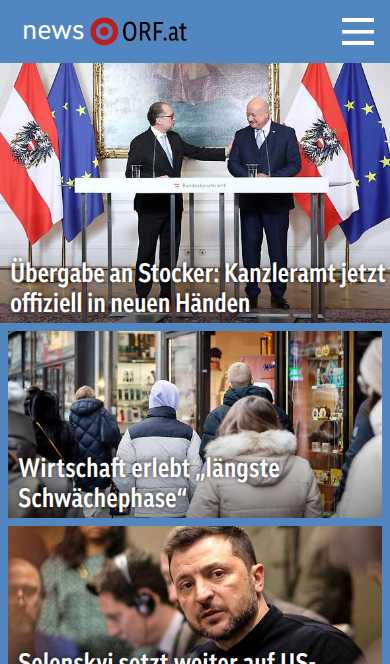 news ORF.at
Bundeskanzleramt
Übergabe an Stocker: Kanzleramt jetzt
offiziell in neuen Händen
Wirtschaft erlebt „längste
Schwächephase“
Selenskyj setzt weiter auf US-